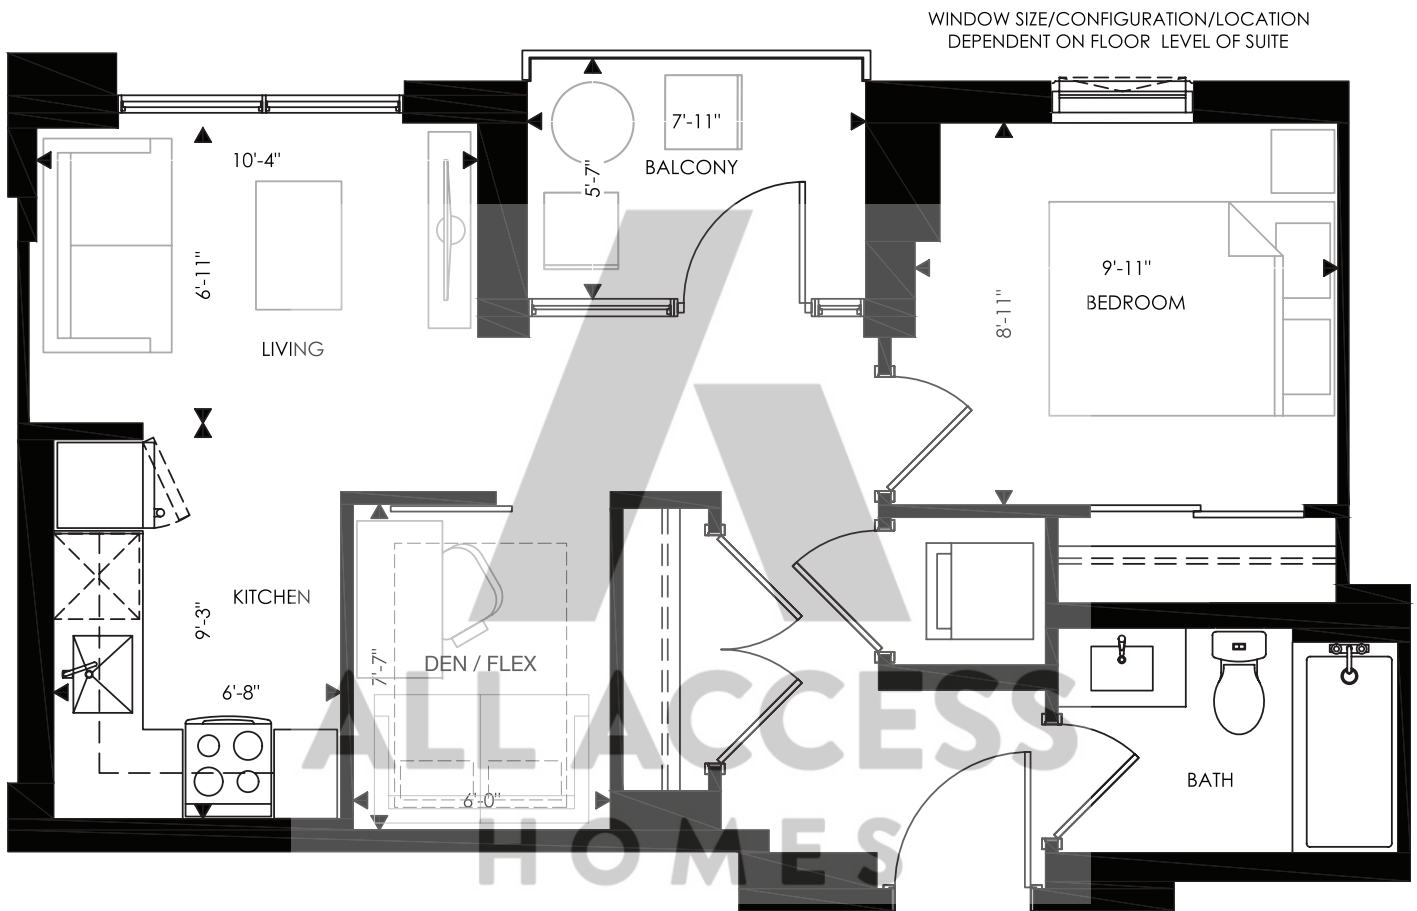 WINDOW SIZE/CONFIGURATION/LOCATION
DEPENDENT ON FLOOR LEVEL OF SUITE
7'-11"
BALCONY
5'-7"
10'-4"
6'-11"
LIVING
9'-11"
BEDROOM
8'-11"
KITCHEN
9'-3"
6'-8"
DEN / FLEX
7'-7"
6'-0"
BATH
ALL ACCESS
HOMES